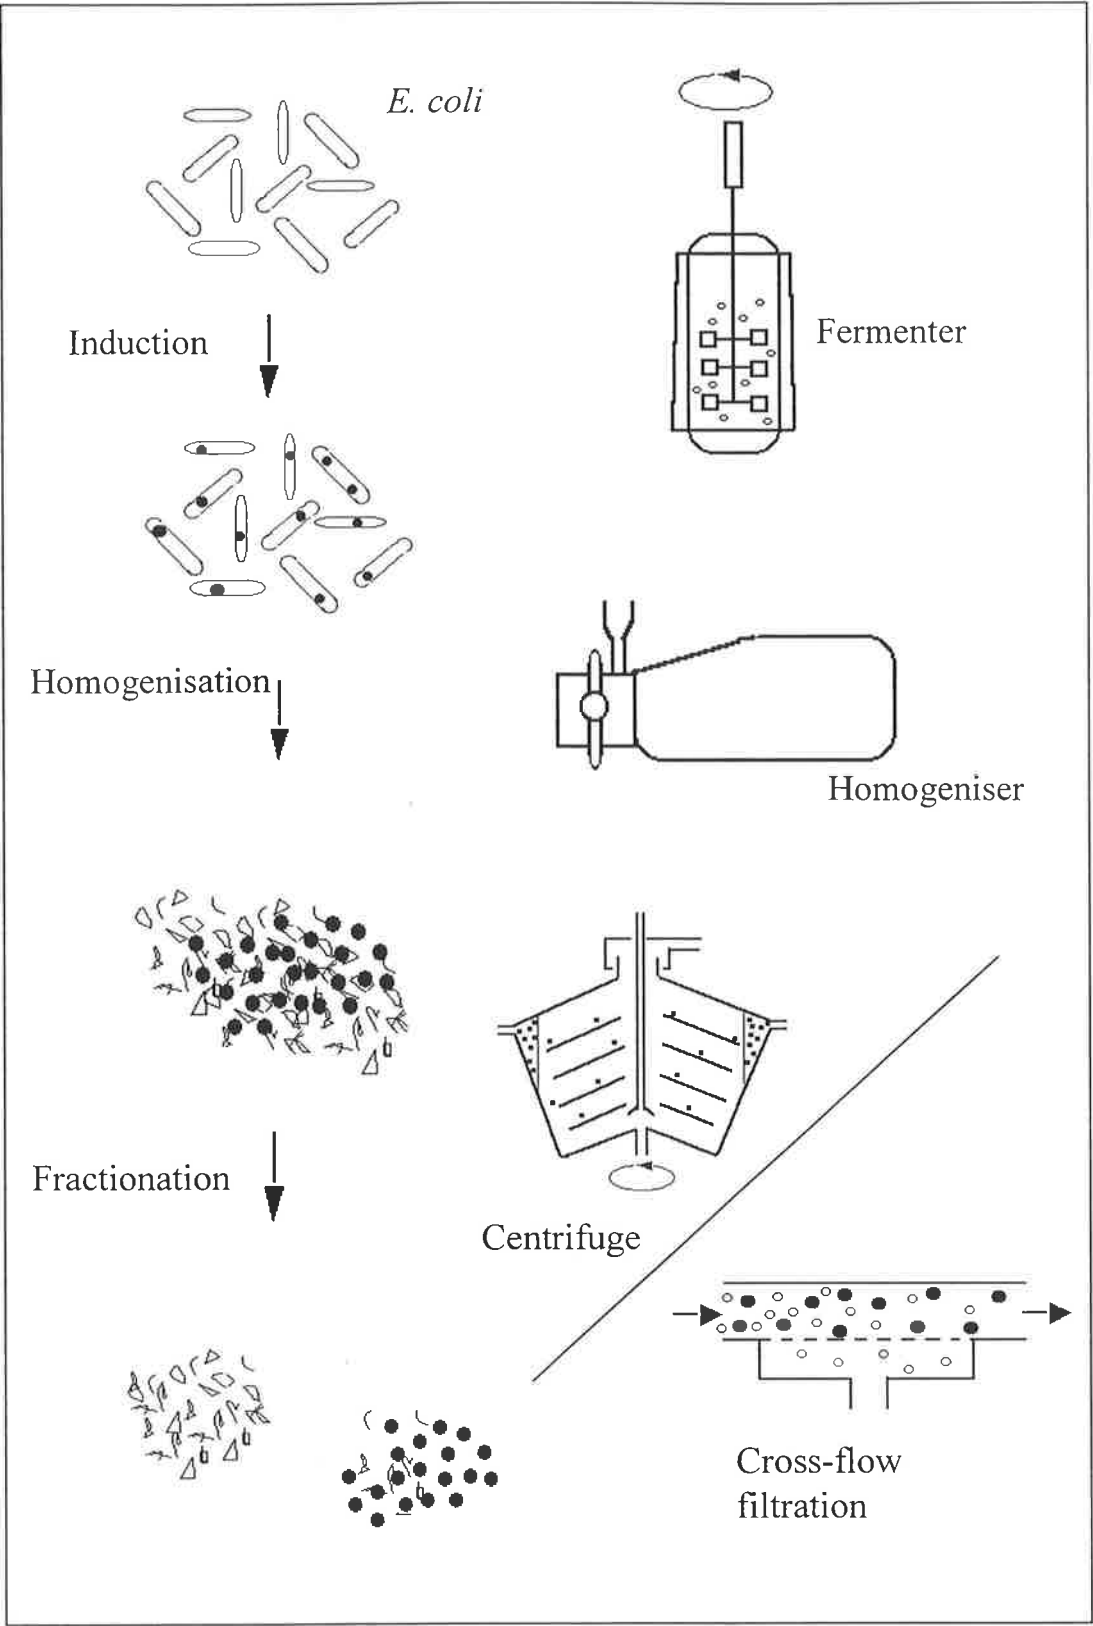 E. coli
Induction
Fermenter
Homogenisation
Homogeniser
Fractionation
Centrifuge
Cross-flow
filtration